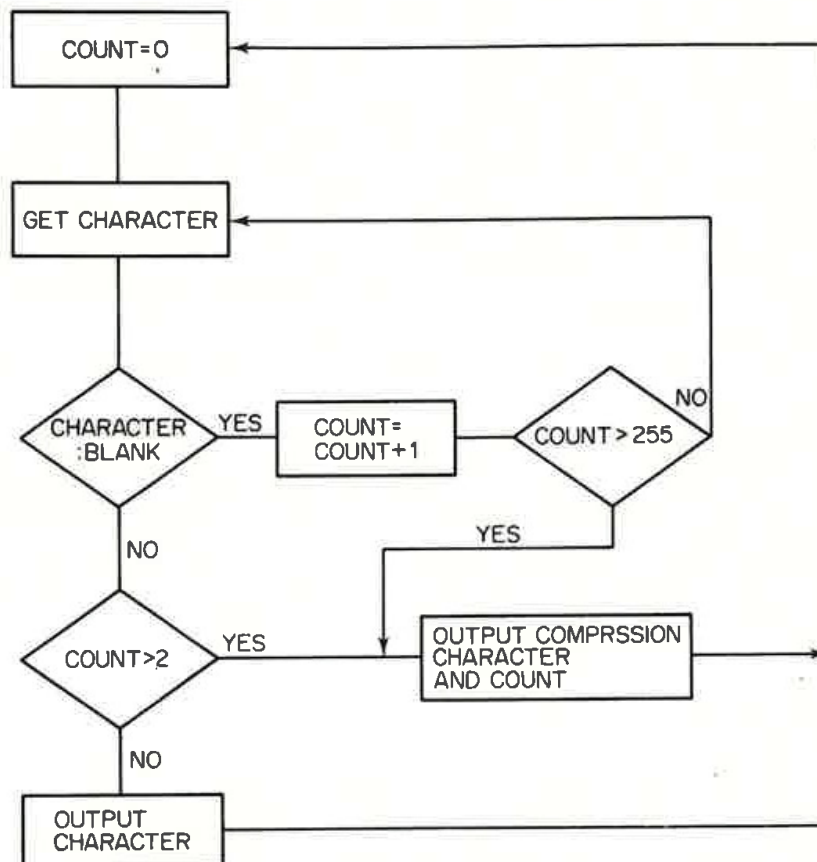 COUNT=0
GET CHARACTER
CHARACTER
:BLANK
YES
COUNT=
COUNT+1
COUNT>255
NO
YES
NO
COUNT>2
YES
OUTPUT COMPRSSION
CHARACTER
AND COUNT
NO
OUTPUT
CHARACTER